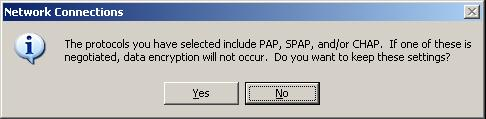 Network Connections
The protocols you have selected include PAP, SPAP, and/or CHAP. If one of these is
negotiated, data encryption will not occur. Do you want to keep these settings?
Yes No